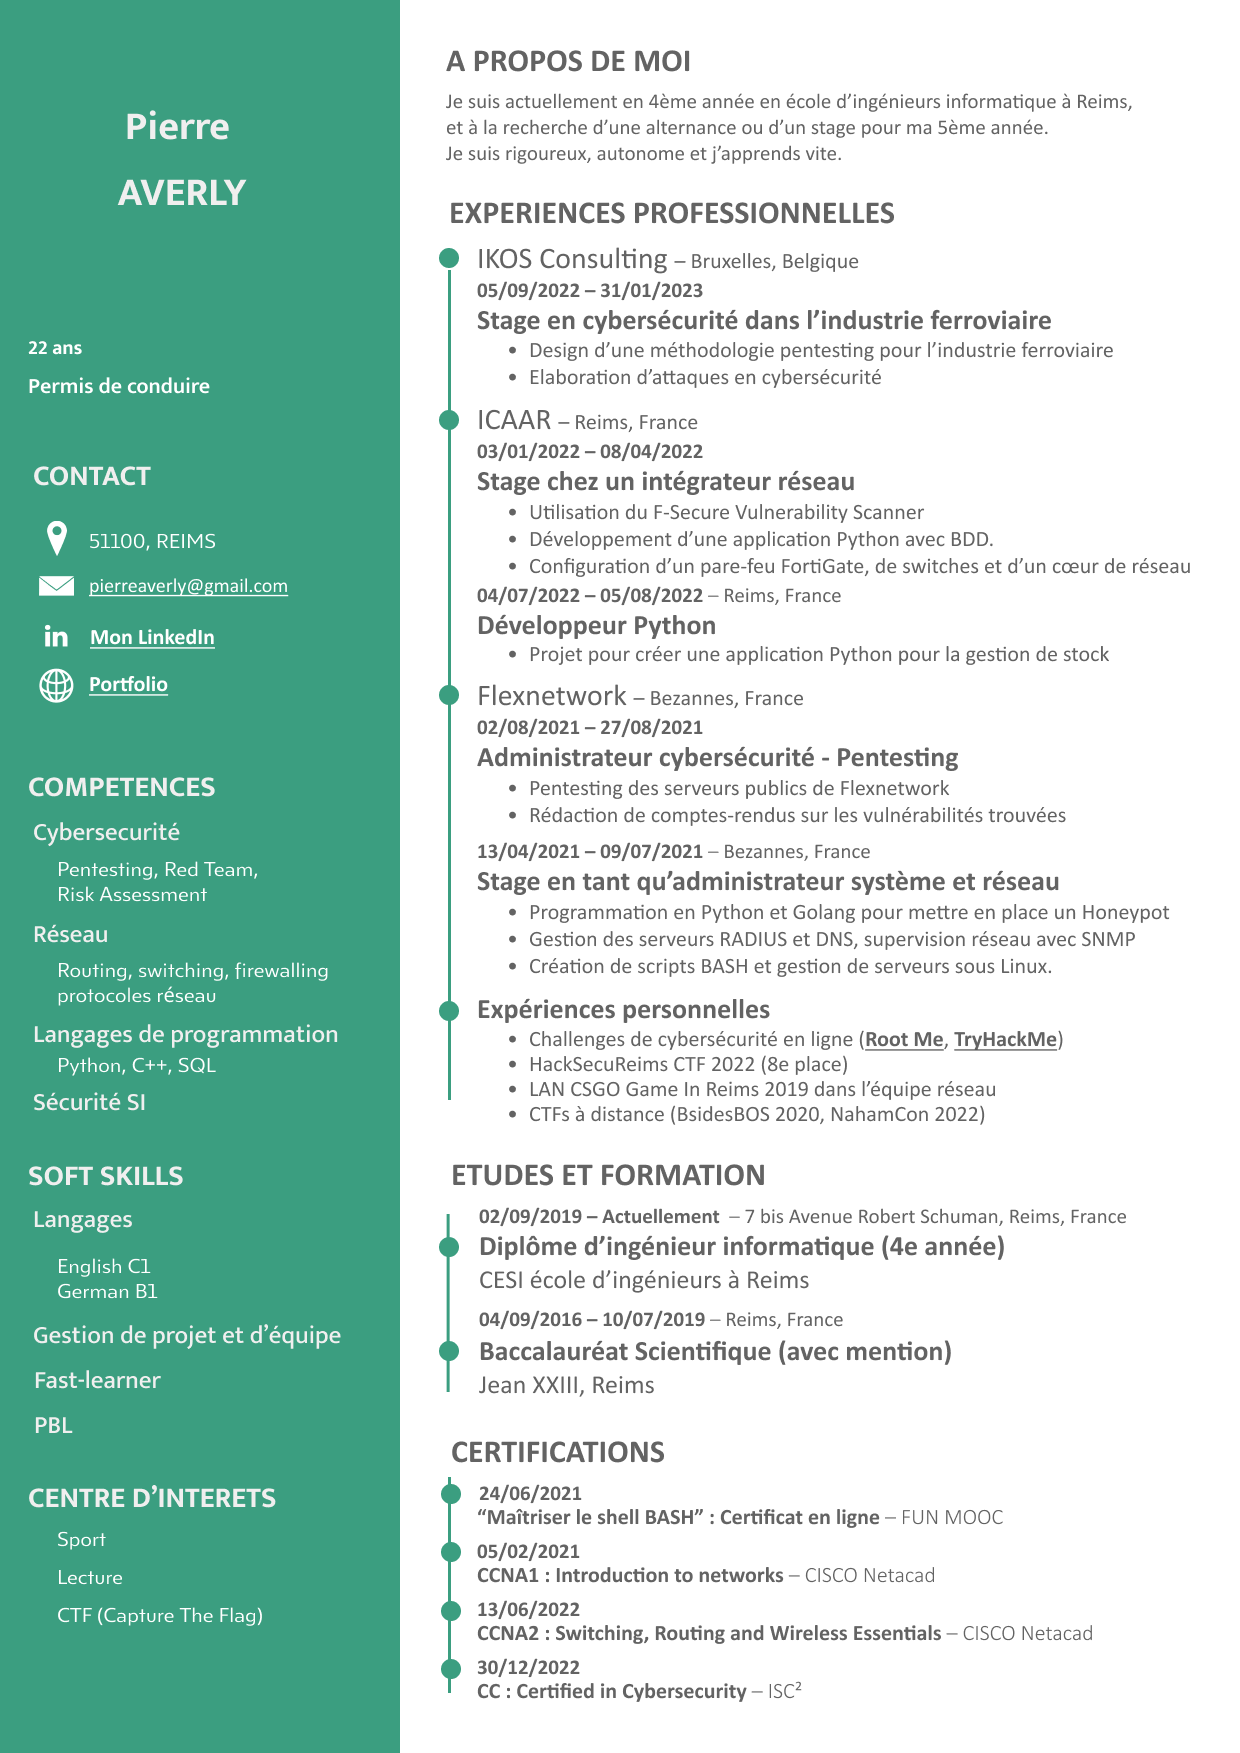 Pierre
AVERLY
22 ans
Permis de conduire
CONTACT
51100, REIMS
pierreaverly@gmail.com
Mon LinkedIn
Portfolio
COMPETENCES
Cybersecurité
Pentesting, Red Team,
Risk Assessment
Réseau
Routing, switching, firewalling
protocoles réseau
Langages de programmation
Python, C++, SQL
Sécurité SI
SOFT SKILLS
Langages
English C1
German B1
Gestion de projet et d’équipe
Fast-learner
PBL
CENTRE D’INTERETS
Sport
Lecture
CTF (Capture The Flag)
A PROPOS DE MOI
Je suis actuellement en 4ème année en école d’ingénieurs informatique à Reims,
et à la recherche d’une alternance ou d’un stage pour ma 5ème année.
Je suis rigoureux, autonome et j’apprends vite.
EXPERIENCES PROFESSIONNELLES
IKOS Consulting – Bruxelles, Belgique
05/09/2022 – 31/01/2023
Stage en cybersécurité dans l’industrie ferroviaire
• Design d’une méthodologie pentesting pour l’industrie ferroviaire
• Elaboration d’attaques en cybersécurité
ICAAR – Reims, France
03/01/2022 – 08/04/2022
Stage chez un intégrateur réseau
• Utilisation du F-Secure Vulnerability Scanner
• Développement d’une application Python avec BDD.
• Configuration d’un pare-feu FortiGate, de switches et d’un cœur de réseau
04/07/2022 – 05/08/2022 – Reims, France
Développeur Python
• Projet pour créer une application Python pour la gestion de stock
Flexnetwork – Bezannes, France
02/08/2021 – 27/08/2021
Administrateur cybersécurité - Pentesting
• Pentesting des serveurs publics de Flexnetwork
• Rédaction de comptes-rendus sur les vulnérabilités trouvées
13/04/2021 – 09/07/2021 – Bezannes, France
Stage en tant qu’administrateur système et réseau
• Programmation en Python et Golang pour mettre en place un Honeypot
• Gestion des serveurs RADIUS et DNS, supervision réseau avec SNMP
• Création de scripts BASH et gestion de serveurs sous Linux.
Expériences personnelles
• Challenges de cybersécurité en ligne (Root Me, TryHackMe)
• HackSecuReims CTF 2022 (8e place)
• LAN CSGO Game In Reims 2019 dans l’équipe réseau
• CTFs à distance (BsidesBOS 2020, NahamCon 2022)
ETUDES ET FORMATION
02/09/2019 – Actuellement – 7 bis Avenue Robert Schuman, Reims, France
Diplôme d’ingénieur informatique (4e année)
CESI école d’ingénieurs à Reims
04/09/2016 – 10/07/2019 – Reims, France
Baccalauréat Scientifique (avec mention)
Jean XXIII, Reims
CERTIFICATIONS
24/06/2021
“Maîtriser le shell BASH” : Certificat en ligne – FUN MOOC
05/02/2021
CCNA1 : Introduction to networks – CISCO Netacad
13/06/2022
CCNA2 : Switching, Routing and Wireless Essentials – CISCO Netacad
30/12/2022
CC : Certified in Cybersecurity – ISC²